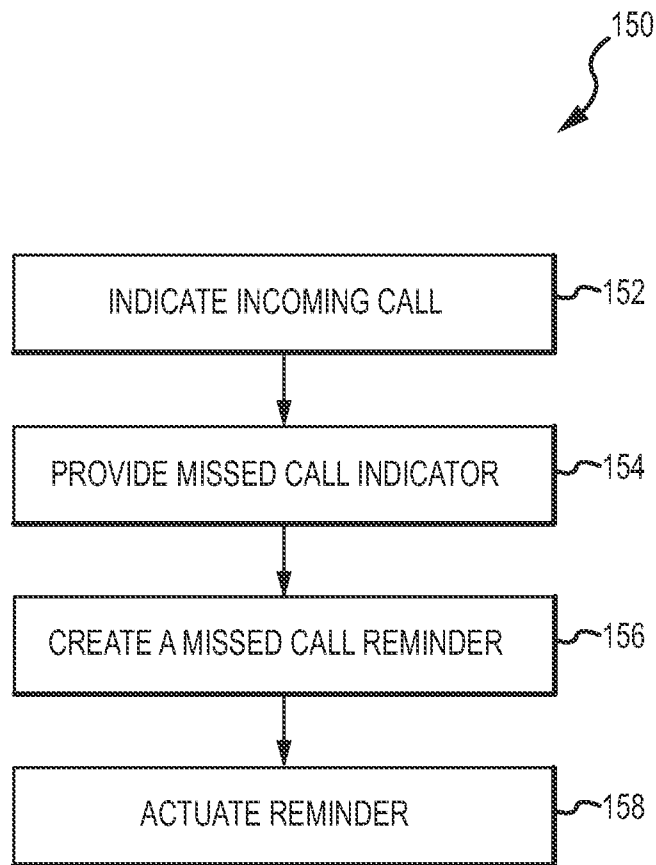 150
INDICATE INCOMING CALL
152
PROVIDE MISSED CALL INDICATOR
154
CREATE A MISSED CALL REMINDER
156
ACTUATE REMINDER
158